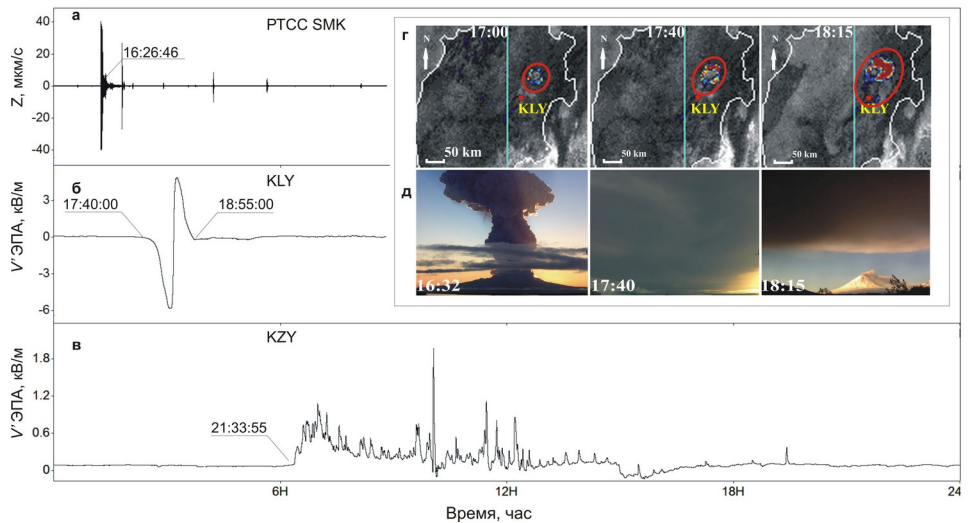 а
РТСС SMK
Z, мкм/с
40
20
0
-20
-40
16:26:46
б
KLY
V’ ЭПА, кВ/м
3
0
-3
-6
17:40:00
18:55:00
г
N
17:00
KLY
50 km
N
17:40
KLY
50 km
N
18:15
KLY
50 km
д
16:32
17:40
18:15
в
KZY
V’ ЭПА, кВ/м
1.8
1.2
0.6
0
21:33:55
6H
12H
18H
24
Время, час